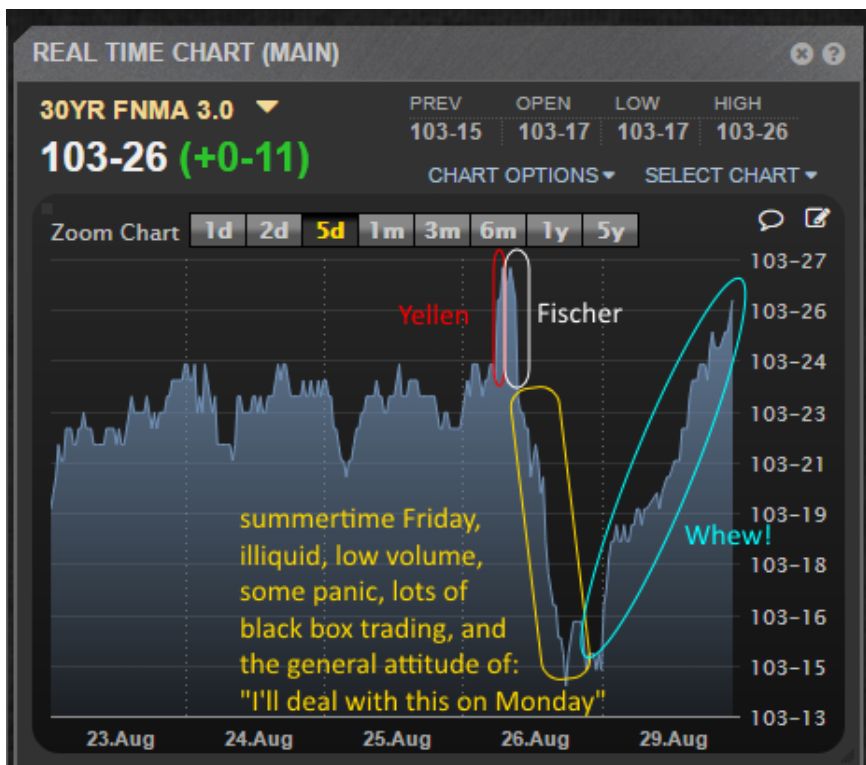 REAL TIME CHART (MAIN)
30YR FNMA 3.0
PREV OPEN LOW HIGH
103-15 103-17 103-17 103-26
103-26 (+0-11)
CHART OPTIONS SELECT CHART
Zoom Chart 1d 2d 5d 1m 3m 6m 1y 5y
103-27
Yellen
Fischer
103-26
103-24
103-23
103-21
103-19
summertime Friday,
illiquid, low volume,
some panic, lots of
black box trading, and
the general attitude of:
"I'll deal with this on Monday"
Whew!
103-18
103-16
103-15
103-13
23.Aug 24.Aug 25.Aug 26.Aug 29.Aug